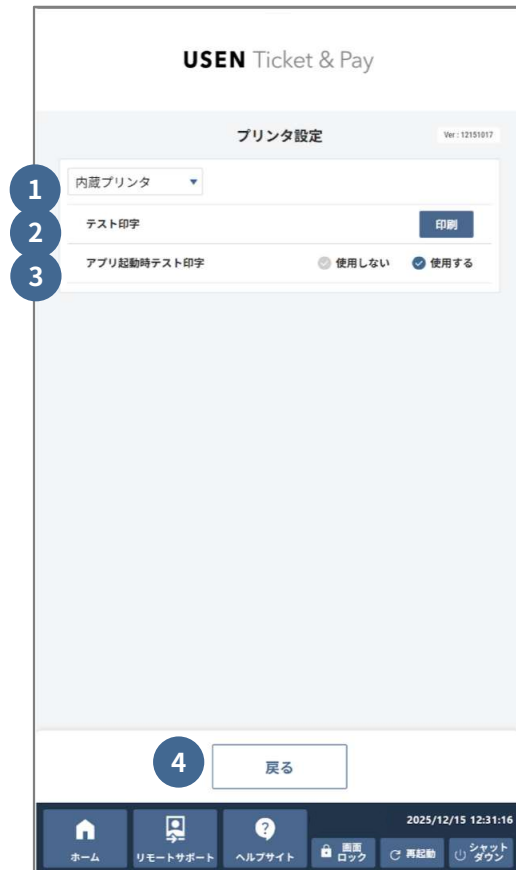 USEN Ticket & Pay
プリンタ設定
Ver : 12151017
1
内蔵プリンタ
2
テスト印字
印刷
3
アプリ起動時テスト印字
使用しない
使用する
4
戻る
2025/12/15 12:31:16
ホーム
リモートサポート
ヘルプサイト
画面
ロック
再起動
シャット
ダウン